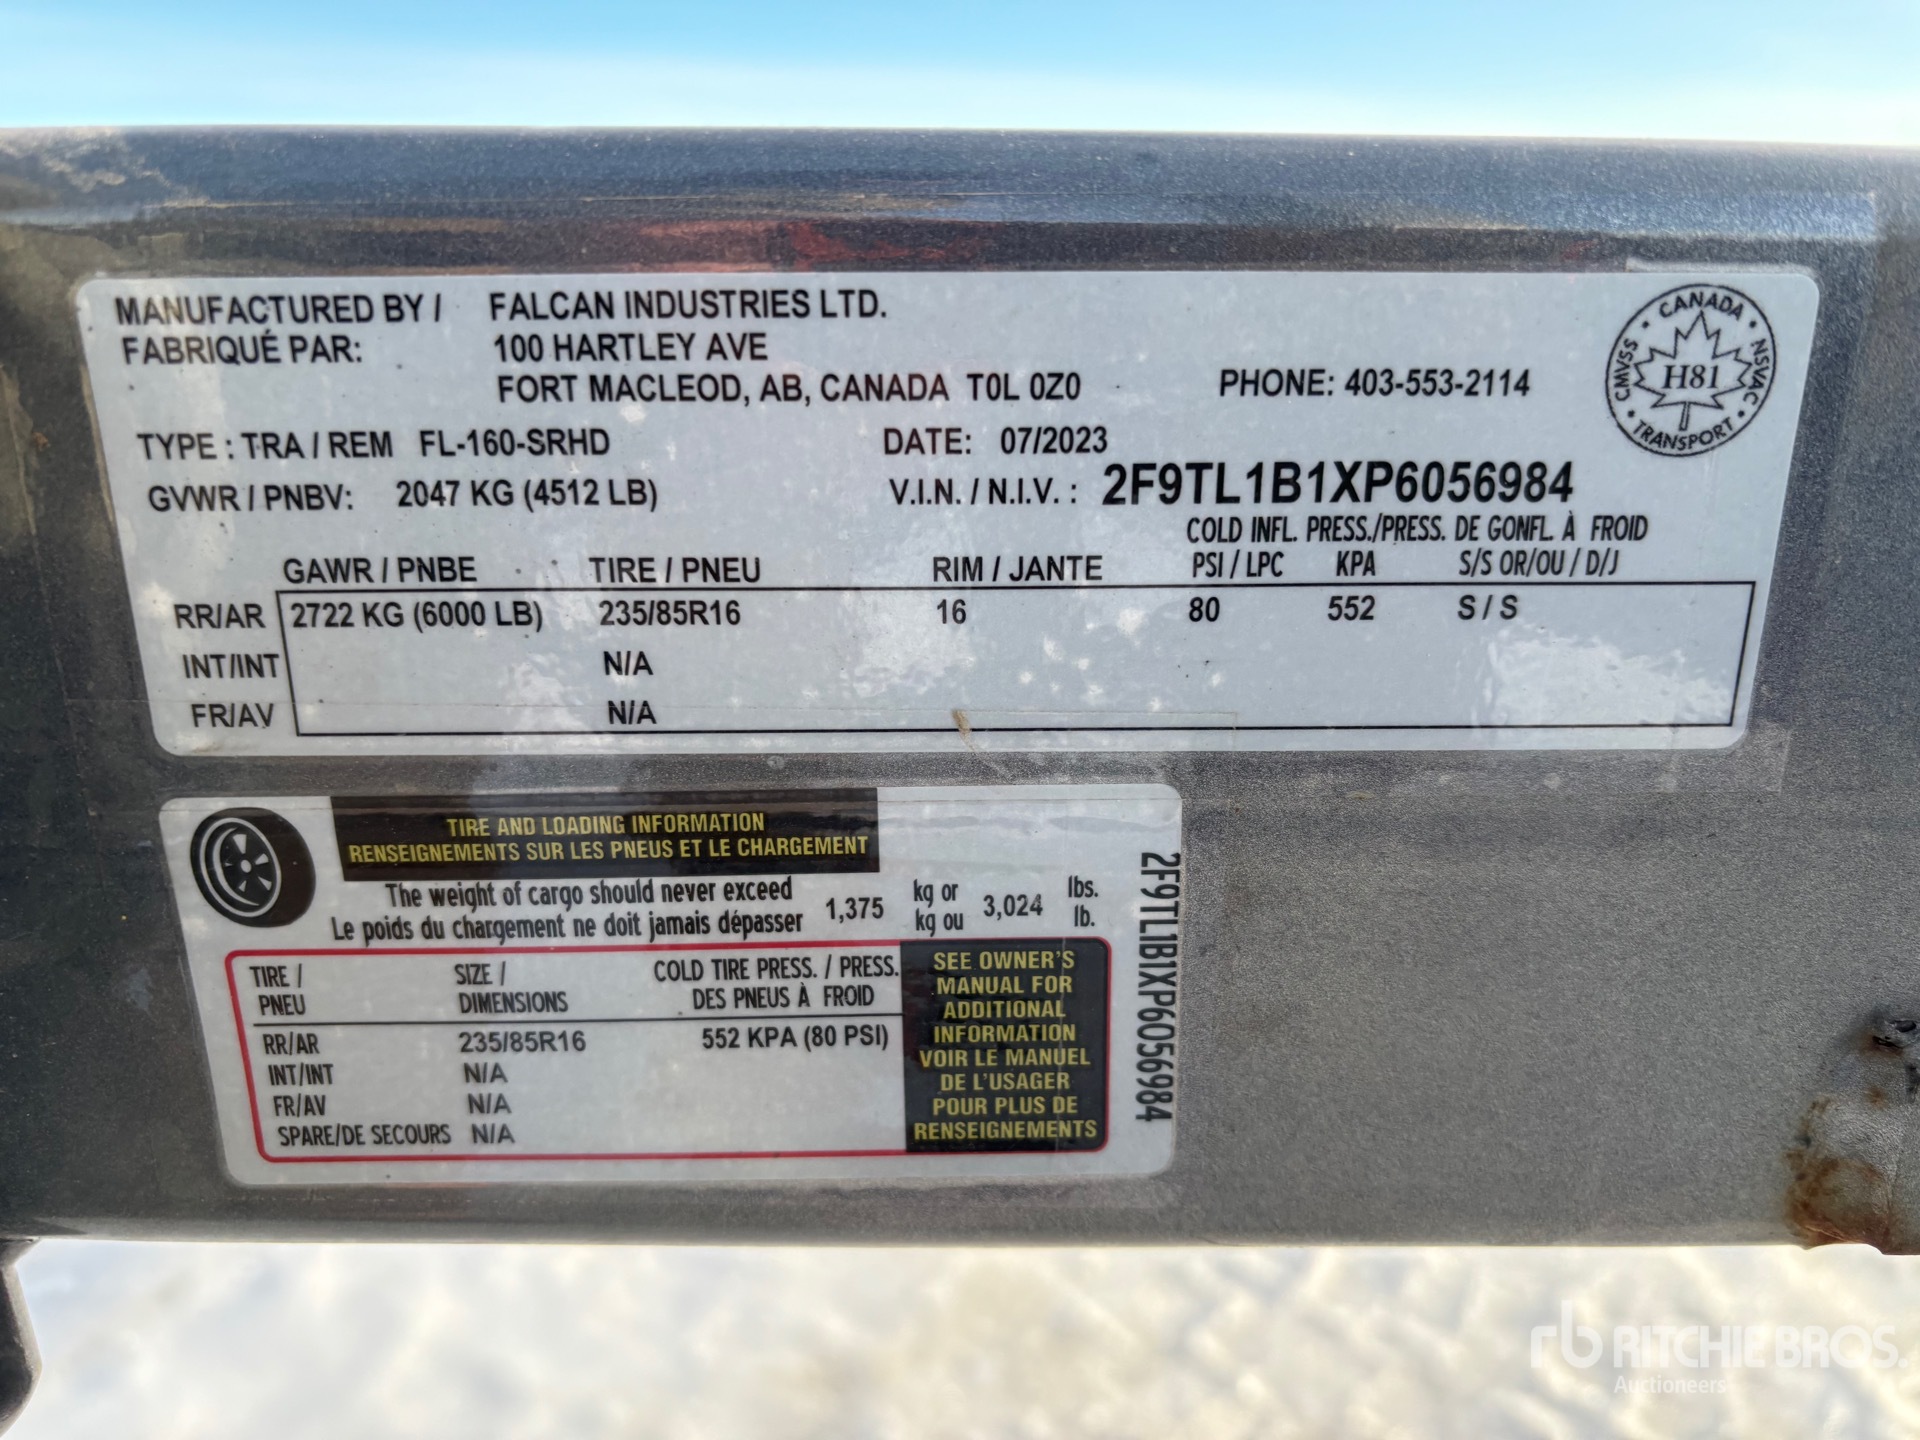 MANUFACTURED BY / FALCAN INDUSTRIES LTD.
FABRIQUÉ PAR: 100 HARTLEY AVE
FORT MACLEOD, AB, CANADA T0L 0Z0 PHONE: 403-553-2114
CANADA
CMVSS H81 NSVAC
TRANSPORT
TYPE : TRA / REM FL-160-SRHD DATE: 07/2023
GVWR / PNBV: 2047 KG (4512 LB) V.I.N. / N.I.V. : 2F9TL1B1XP6056984
COLD INFL. PRESS./PRESS. DE GONFL. À FROID
GAWR / PNBE TIRE / PNEU RIM / JANTE PSI / LPC KPA S/S OR/OU / D/J
RR/AR 2722 KG (6000 LB) 235/85R16 16 80 552 S / S
INT/INT N/A
FR/AV N/A
TIRE AND LOADING INFORMATION
RENSEIGNEMENTS SUR LES PNEUS ET LE CHARGEMENT
The weight of cargo should never exceed 1,375 kg or 3,024 lbs.
Le poids du chargement ne doit jamais dépasser kg ou lb.
TIRE / SIZE / COLD TIRE PRESS. / PRESS.
PNEU DIMENSIONS DES PNEUS À FROID
RR/AR 235/85R16 552 KPA (80 PSI)
INT/INT N/A
FR/AV N/A
SPARE/DE SECOURS N/A
SEE OWNER'S
MANUAL FOR
ADDITIONAL
INFORMATION
VOIR LE MANUEL
DE L'USAGER
POUR PLUS DE
RENSEIGNEMENTS
2F9TL1B1XP6056984
rb RITCHIE BROS.
Auctioneers